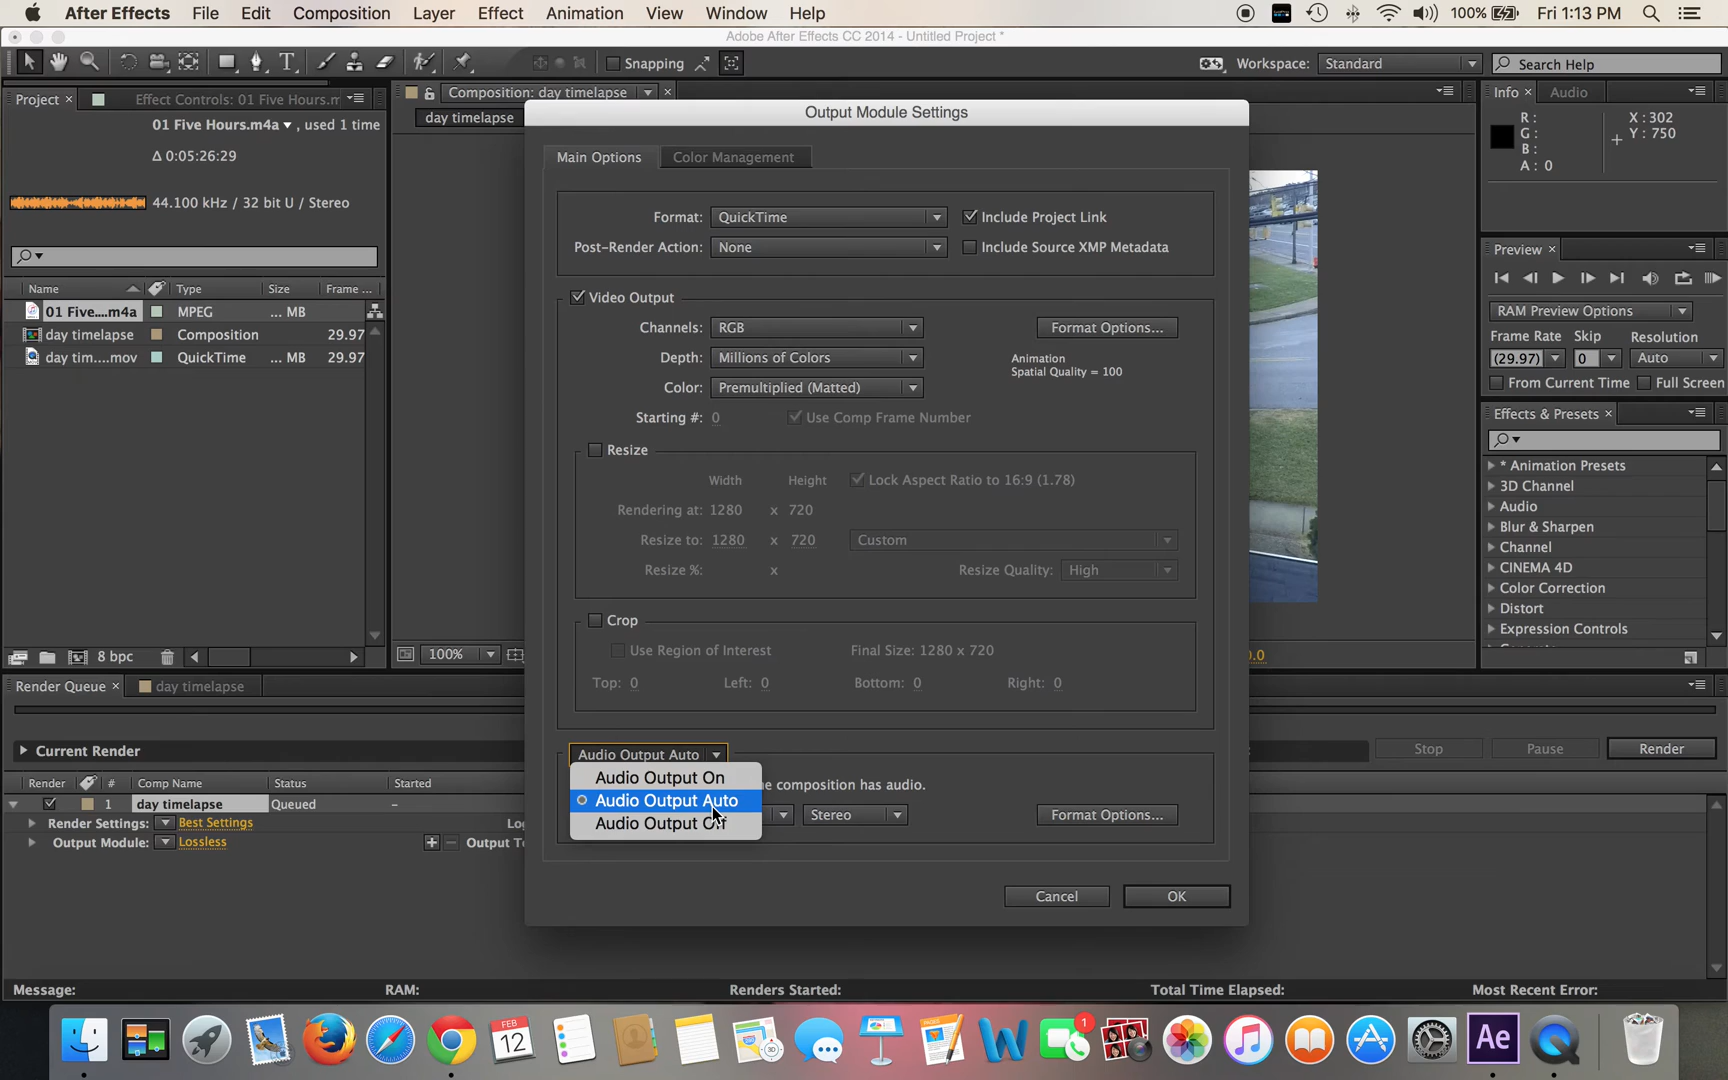 After Effects File Edit Composition Layer Effect Animation View Window Help 100% Fri 1:13 PM
Adobe After Effects CC 2014 - Untitled Project *
Snapping Workspace: Standard Search Help
Project × Effect Controls: 01 Five Hours.m
Composition: day timelapse ×
Info × Audio
01 Five Hours.m4a, used 1 time
day timelapse
Output Module Settings
R: X: 302
G: Y: 750
B:
A: 0
Δ 0:05:26:29
Main Options Color Management
44.100 kHz / 32 bit U / Stereo
Format: QuickTime Include Project Link
Post-Render Action: None Include Source XMP Metadata
Preview ×
Name Type Size Frame ...
01 Five....m4a MPEG ... MB
day timelapse Composition 29.97
day tim....mov QuickTime ... MB 29.97
Video Output
Channels: RGB Format Options...
Depth: Millions of Colors Animation
Spatial Quality = 100
Color: Premultiplied (Matted)
Starting #: 0 Use Comp Frame Number
RAM Preview Options
Frame Rate Skip Resolution
(29.97) 0 Auto
From Current Time Full Screen
Effects & Presets ×
Resize
Width Height Lock Aspect Ratio to 16:9 (1.78)
Rendering at: 1280 x 720
Resize to: 1280 x 720 Custom
Resize %: x Resize Quality: High
* Animation Presets
3D Channel
Audio
Blur & Sharpen
Channel
CINEMA 4D
Color Correction
Distort
Expression Controls
Crop
Use Region of Interest Final Size: 1280 x 720
Top: 0 Left: 0 Bottom: 0 Right: 0
8 bpc
100%
Render Queue × day timelapse
Current Render
Stop Pause Render
Audio Output Auto
Audio Output On
Audio Output Auto
Audio Output Off
e composition has audio.
Stereo Format Options...
Render # Comp Name Status Started
1 day timelapse Queued –
Render Settings: Best Settings Lo
Output Module: Lossless Output T
Cancel OK
Message: RAM: Renders Started: Total Time Elapsed: Most Recent Error:
FEB
12
3D
1
Ae